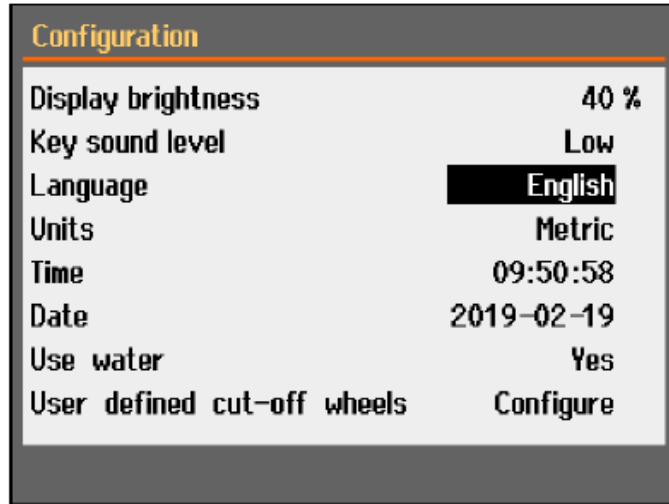 Configuration
Display brightness 40 %
Key sound level Low
Language English
Units Metric
Time 09:50:58
Date 2019-02-19
Use water Yes
User defined cut-off wheels Configure